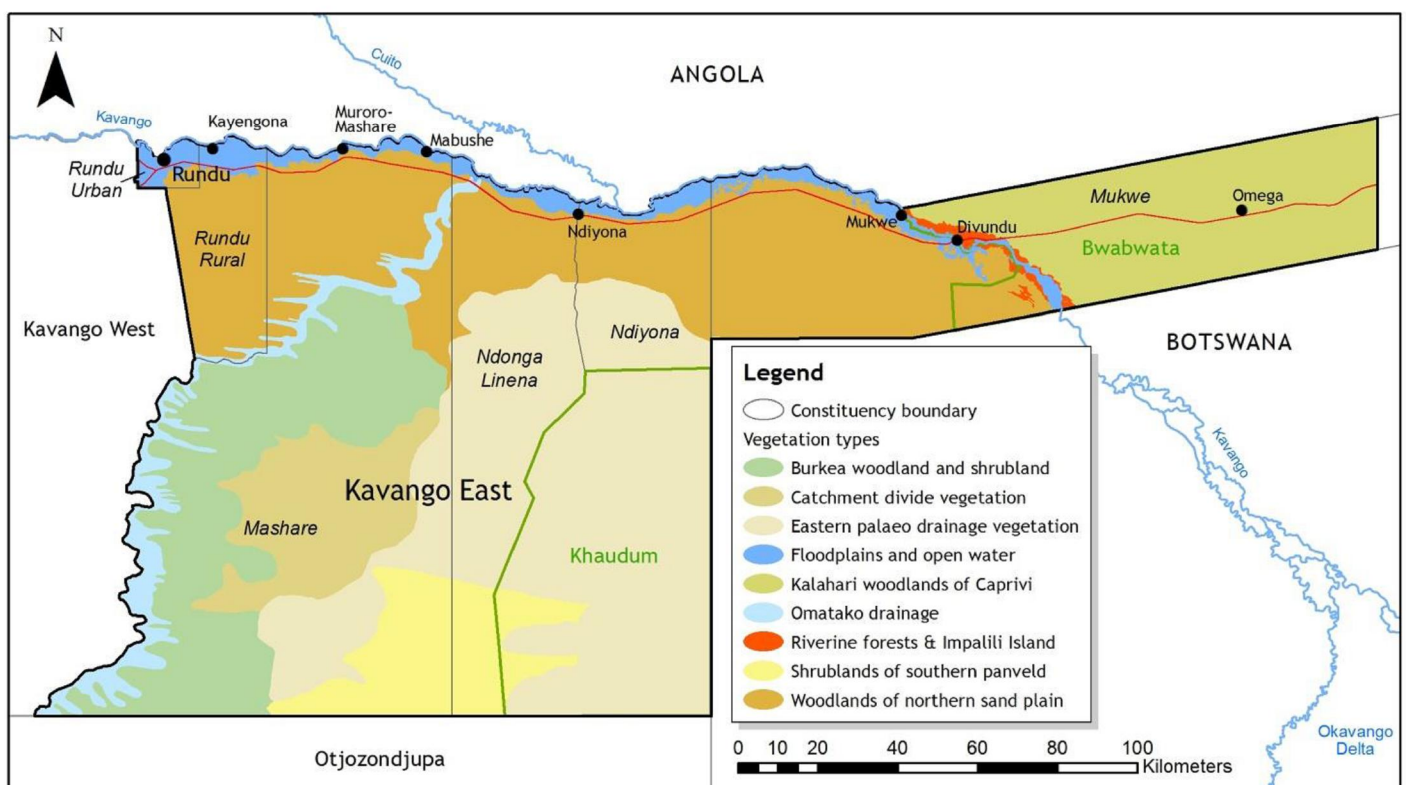 N
ANGOLA
Cuito
Kavango
Kayengona
Muroro-
Mashare
Mabushe
Rundu
Urban
Rundu
Mukwe
Omega
Ndiyona
Mukwe
Divundu
Bwabwata
Rundu
Rural
Kavango West
Ndiyona
Ndonga
Linena
BOTSWANA
Kavango East
Mashare
Khaudum
Kavango
Okavango
Delta
Otjozondjupa
Legend
Constituency boundary
Vegetation types
Burkea woodland and shrubland
Catchment divide vegetation
Eastern palaeo drainage vegetation
Floodplains and open water
Kalahari woodlands of Caprivi
Omatako drainage
Riverine forests & Impalili Island
Shrublands of southern panveld
Woodlands of northern sand plain
0 10 20 40 60 80 100
Kilometers